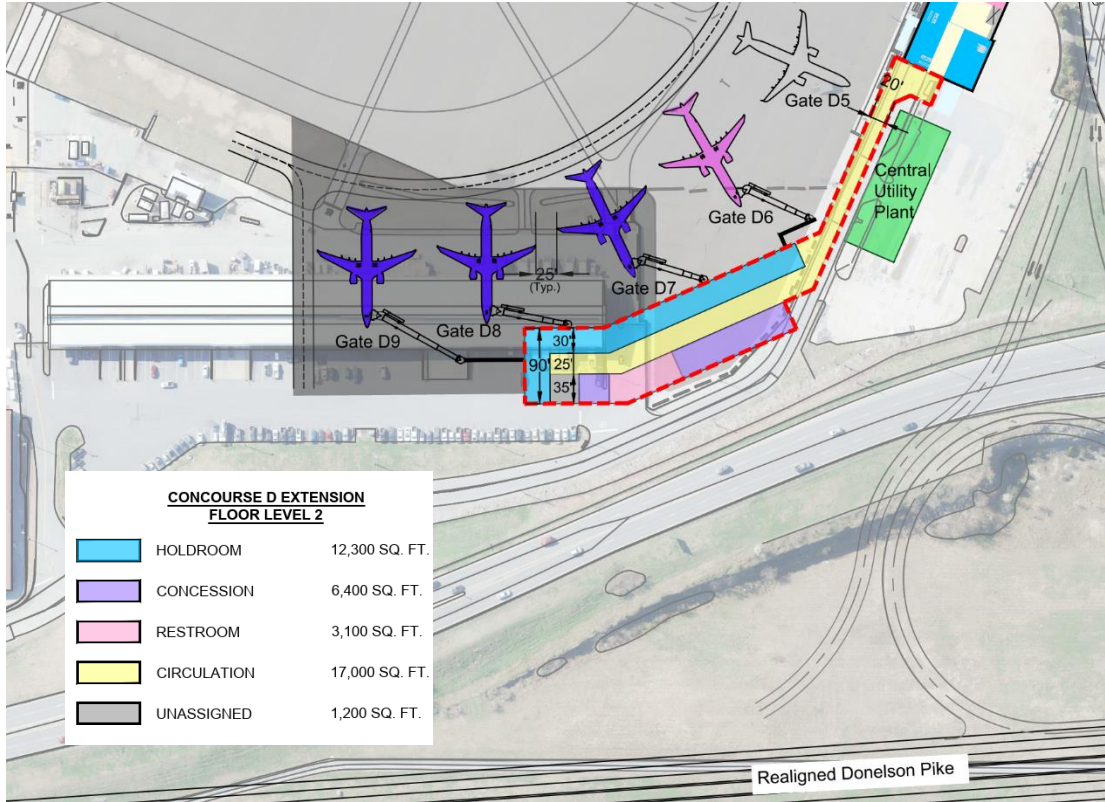 Gate D5
20'
Central
Utility
Plant
Gate D6
25'
(Typ.)
Gate D7
Gate D8
Gate D9
30'
90'
25'
35'
CONCOURSE D EXTENSION
FLOOR LEVEL 2
HOLDROOM 12,300 SQ. FT.
CONCESSION 6,400 SQ. FT.
RESTROOM 3,100 SQ. FT.
CIRCULATION 17,000 SQ. FT.
UNASSIGNED 1,200 SQ. FT.
Realigned Donelson Pike